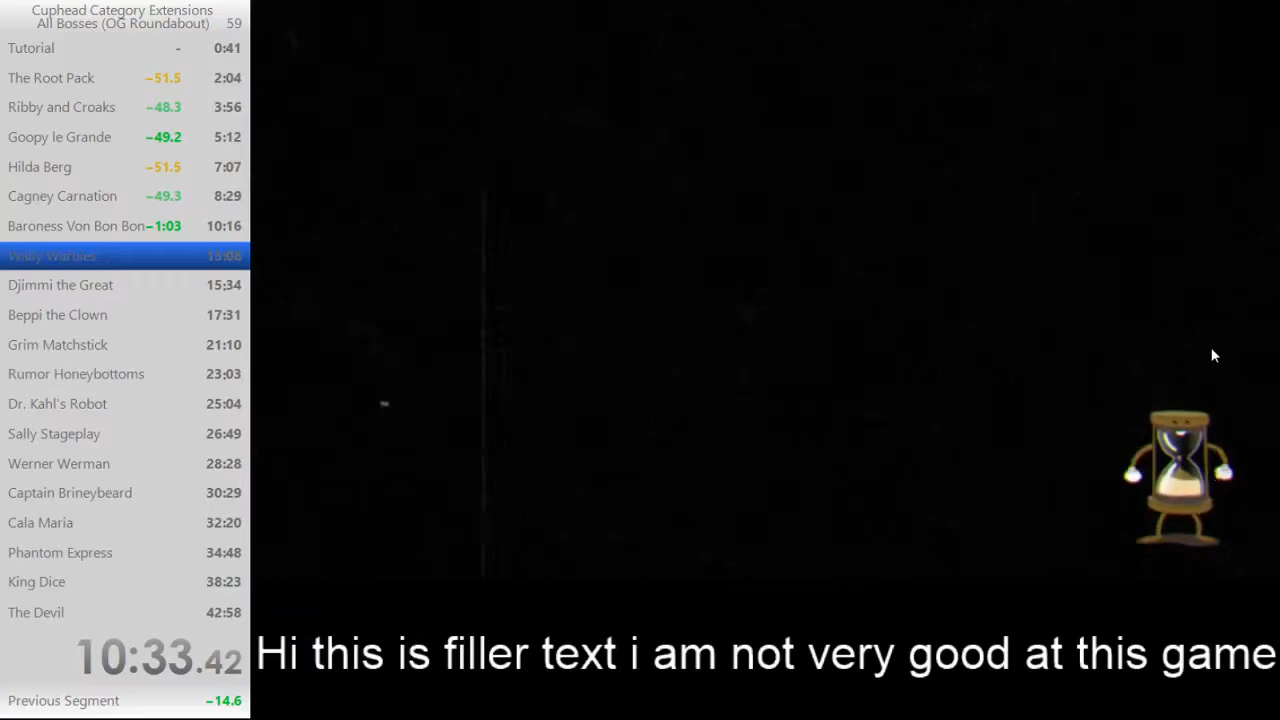 Cuphead Category Extensions
All Bosses (OG Roundabout) 59
Tutorial - 0:41
The Root Pack −51.5 2:04
Ribby and Croaks −48.3 3:56
Goopy le Grande −49.2 5:12
Hilda Berg −51.5 7:07
Cagney Carnation −49.3 8:29
Baroness Von Bon Bon −1:03 10:16
Wally Warbles 13:08
Djimmi the Great 15:34
Beppi the Clown 17:31
Grim Matchstick 21:10
Rumor Honeybottoms 23:03
Dr. Kahl's Robot 25:04
Sally Stageplay 26:49
Werner Werman 28:28
Captain Brineybeard 30:29
Cala Maria 32:20
Phantom Express 34:48
King Dice 38:23
The Devil 42:58
10:33.42
Previous Segment −14.6
Hi this is filler text i am not very good at this game